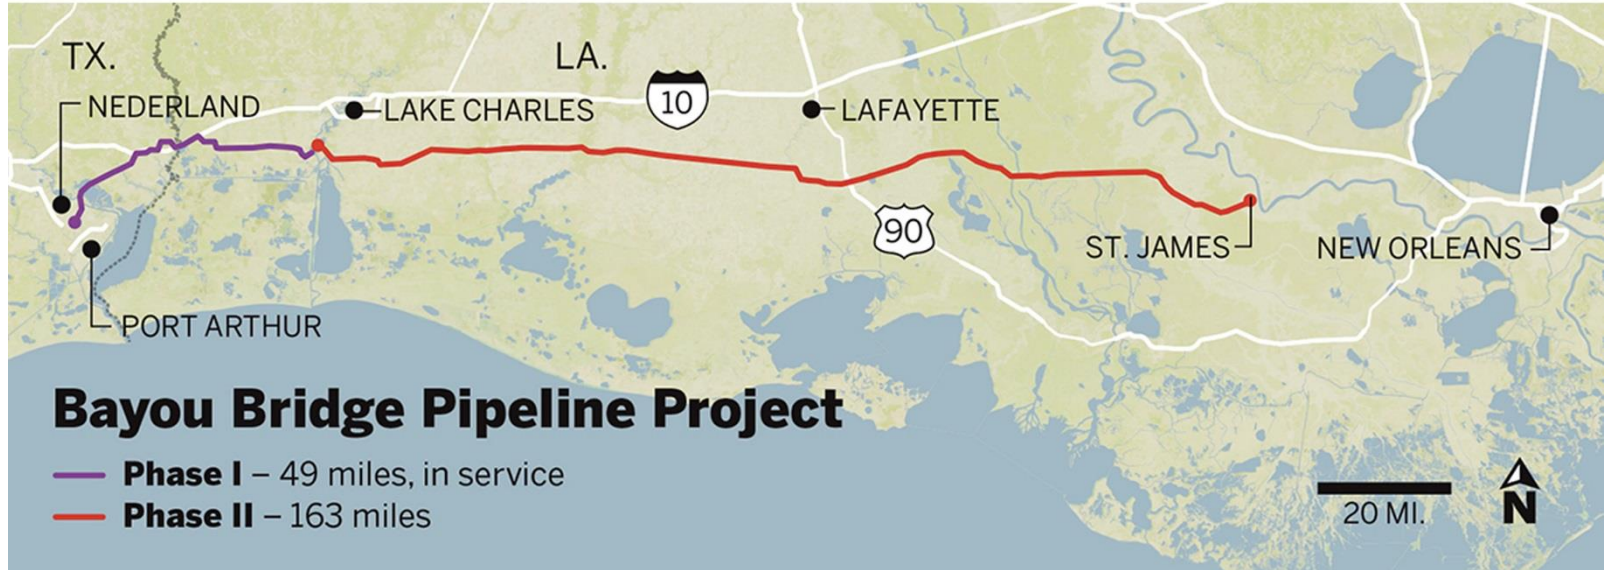 TX.
LA.
NEDERLAND
LAKE CHARLES
10
LAFAYETTE
90
ST. JAMES
NEW ORLEANS
PORT ARTHUR
Bayou Bridge Pipeline Project
Phase I – 49 miles, in service
Phase II – 163 miles
20 MI.
N